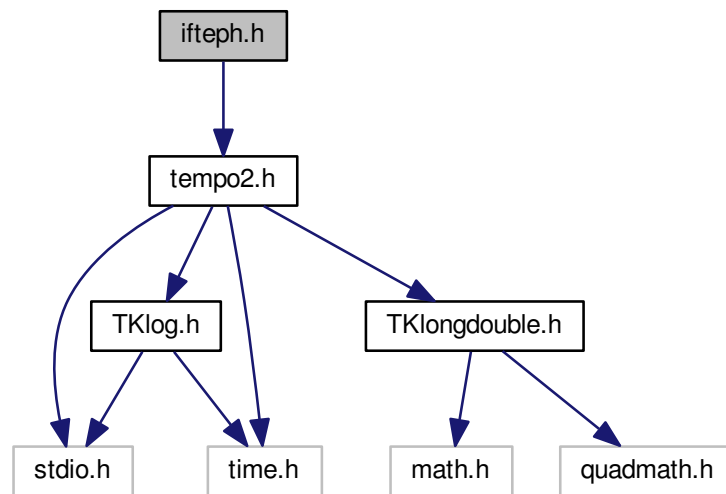 ifteph.h
tempo2.h
TKlog.h
TKlongdouble.h
stdio.h
time.h
math.h
quadmath.h